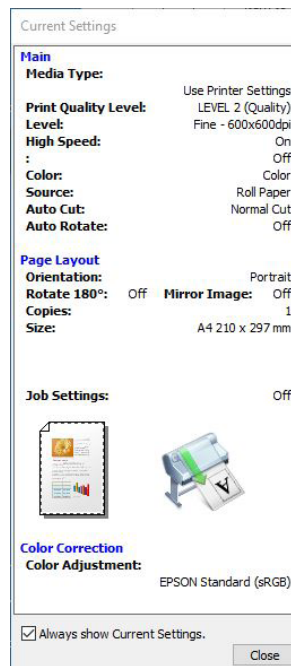 Current Settings
Main
Media Type:
Use Printer Settings
Print Quality Level: LEVEL 2 (Quality)
Level: Fine - 600x600dpi
High Speed: On
: Off
Color: Color
Source: Roll Paper
Auto Cut: Normal Cut
Auto Rotate: Off
Page Layout
Orientation: Portrait
Rotate 180°: Off Mirror Image: Off
Copies: 1
Size: A4 210 x 297 mm
Job Settings: Off
A
Color Correction
Color Adjustment:
EPSON Standard (sRGB)
Always show Current Settings.
Close